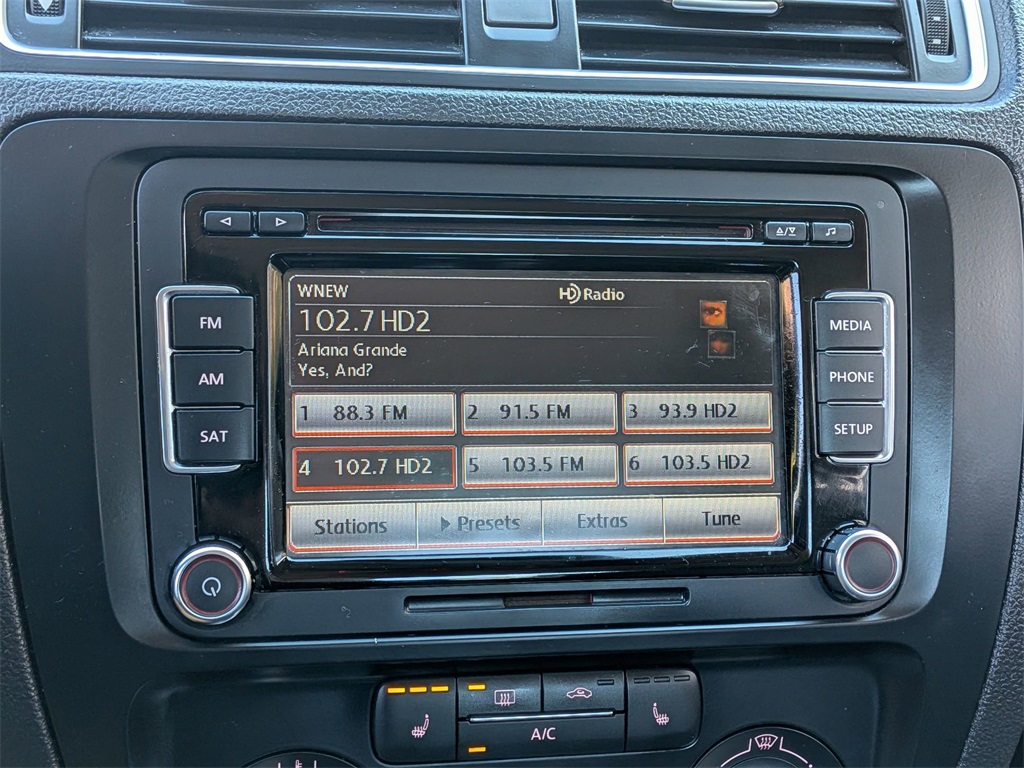 WNEW HD Radio
102.7 HD2
Ariana Grande
Yes, And?
FM
AM
SAT
MEDIA
PHONE
SETUP
1 88.3 FM 2 91.5 FM 3 93.9 HD2
4 102.7 HD2 5 103.5 FM 6 103.5 HD2
Stations Presets Extras Tune
A/C